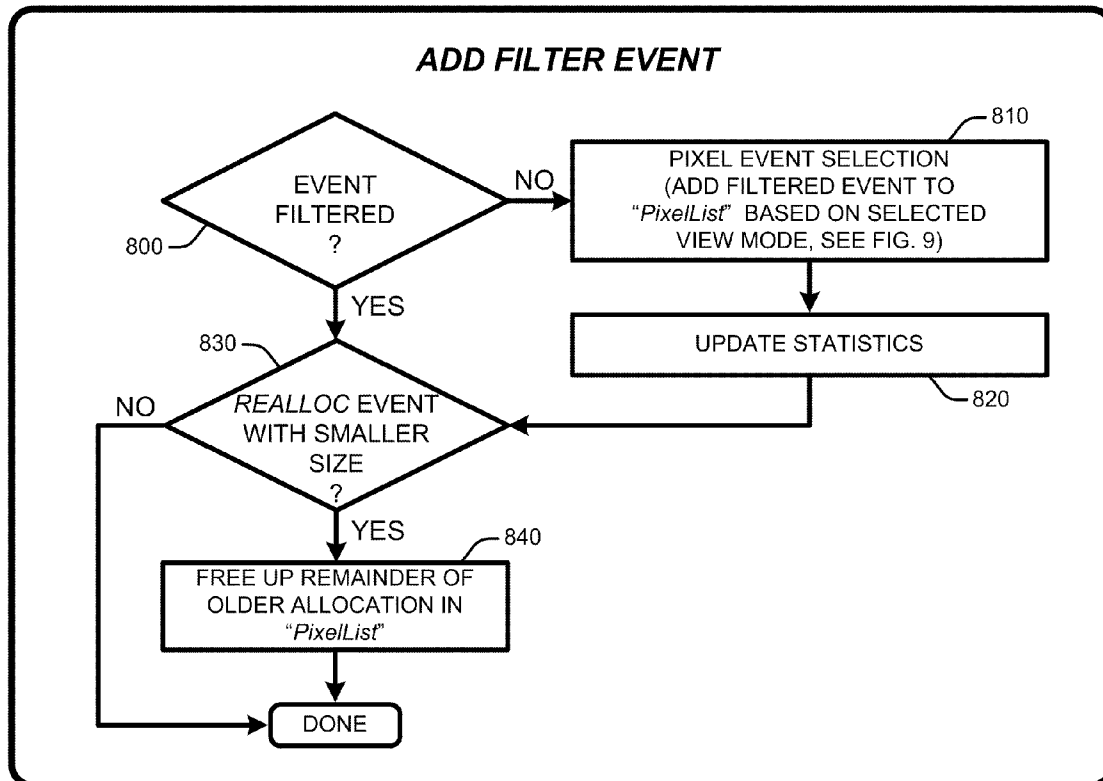 ADD FILTER EVENT
EVENT
FILTERED
?
800
NO
YES
810
PIXEL EVENT SELECTION
(ADD FILTERED EVENT TO
“PixelList” BASED ON SELECTED
VIEW MODE, SEE FIG. 9)
UPDATE STATISTICS
820
830
NO
REALLOC EVENT
WITH SMALLER
SIZE
?
YES
840
FREE UP REMAINDER OF
OLDER ALLOCATION IN
“PixelList”
DONE